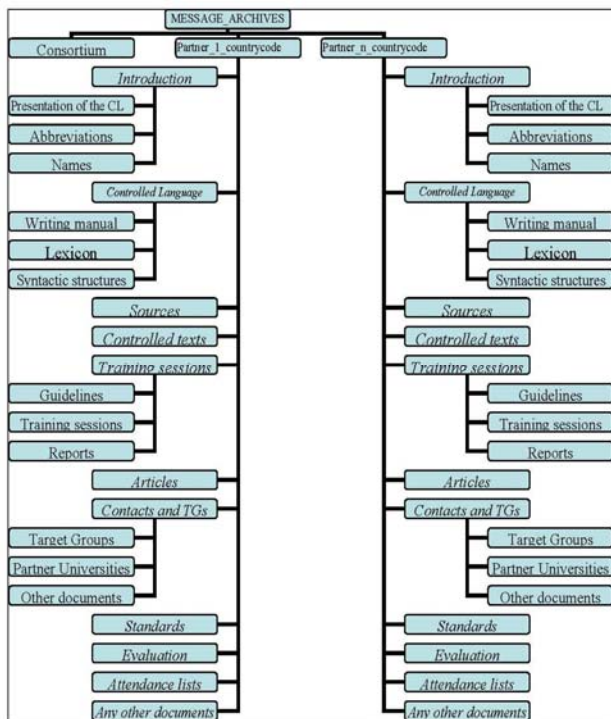 MESSAGE_ARCHIVES
Consortium
Partner_1_countrycode
Partner_n_countrycode
Introduction
Presentation of the CL
Abbreviations
Names
Controlled Language
Writing manual
Lexicon
Syntactic structures
Sources
Controlled texts
Training sessions
Guidelines
Training sessions
Reports
Articles
Contacts and TGs
Target Groups
Partner Universities
Other documents
Standards
Evaluation
Attendance lists
Any other documents
Introduction
Presentation of the CL
Abbreviations
Names
Controlled Language
Writing manual
Lexicon
Syntactic structures
Sources
Controlled texts
Training sessions
Guidelines
Training sessions
Reports
Articles
Contacts and TGs
Target Groups
Partner Universities
Other documents
Standards
Evaluation
Attendance lists
Any other documents